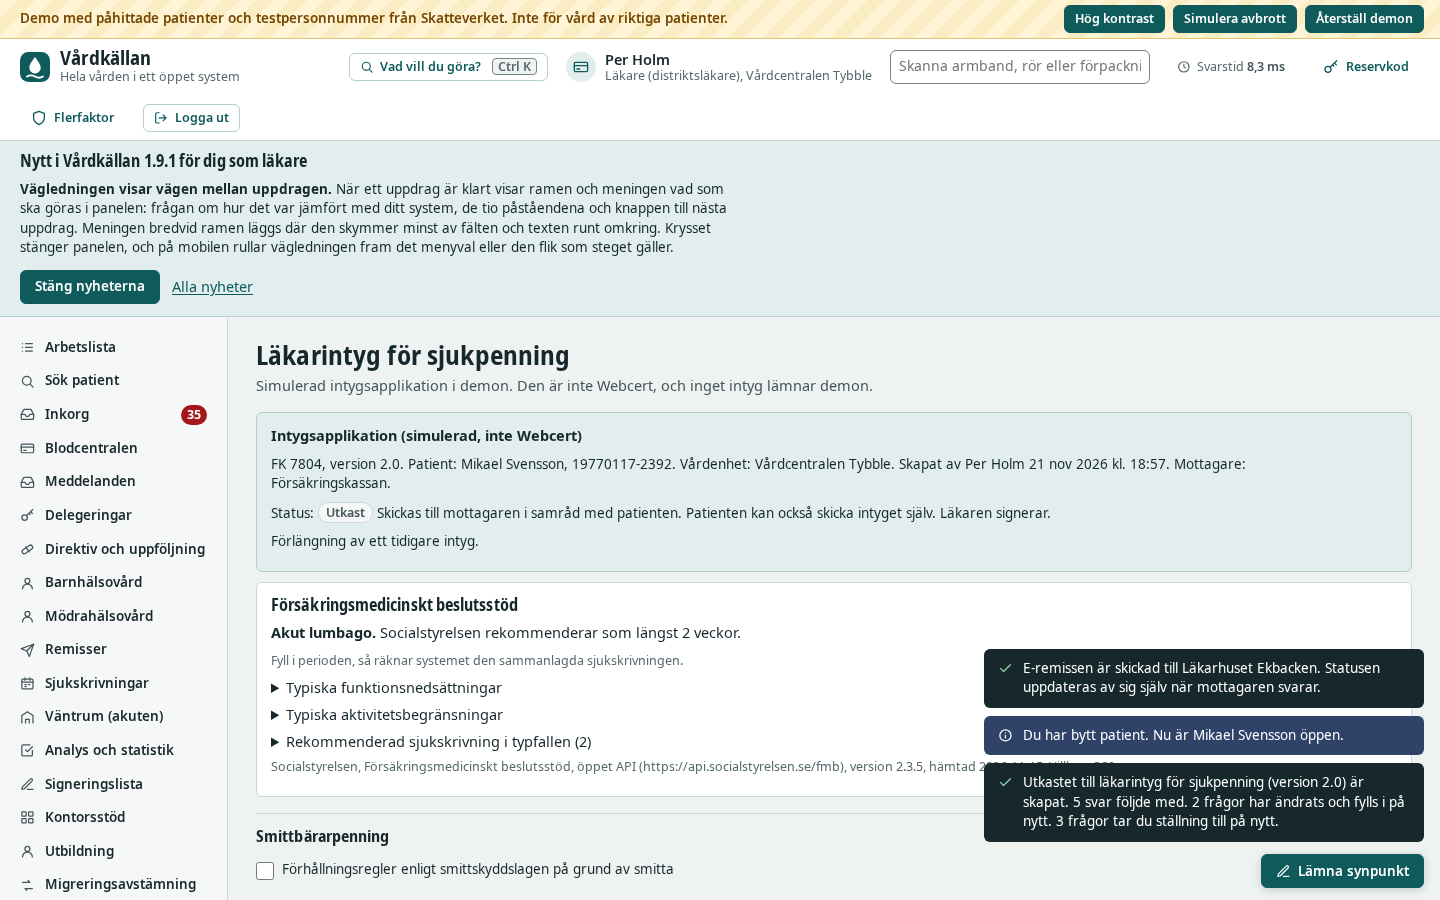 Demo med påhittade patienter och testpersonnummer från Skatteverket. Inte för vård av riktiga patienter.
Hög kontrast
Simulera avbrott
Återställ demon
Vårdkällan
Hela vården i ett öppet system
Vad vill du göra? Ctrl K
Per Holm
Läkare (distriktsläkare), Vårdcentralen Tybble
Skanna armband, rör eller förpackni
Svarstid 8,3 ms
Reservkod
Flerfaktor
Logga ut
Nytt i Vårdkällan 1.9.1 för dig som läkare
Vägledningen visar vägen mellan uppdragen. När ett uppdrag är klart visar ramen och meningen vad som
ska göras i panelen: frågan om hur det var jämfört med ditt system, de tio påståendena och knappen till nästa
uppdrag. Meningen bredvid ramen läggs där den skymmer minst av fälten och texten runt omkring. Krysset
stänger panelen, och på mobilen rullar vägledningen fram det menyval eller den flik som steget gäller.
Stäng nyheterna
Alla nyheter
Arbetslista
Sök patient
Inkorg 35
Blodcentralen
Meddelanden
Delegeringar
Direktiv och uppföljning
Barnhälsovård
Mödrahälsovård
Remisser
Sjukskrivningar
Väntrum (akuten)
Analys och statistik
Signeringslista
Kontorsstöd
Utbildning
Migreringsavstämning
Läkarintyg för sjukpenning
Simulerad intygsapplikation i demon. Den är inte Webcert, och inget intyg lämnar demon.
Intygsapplikation (simulerad, inte Webcert)
FK 7804, version 2.0. Patient: Mikael Svensson, 19770117-2392. Vårdenhet: Vårdcentralen Tybble. Skapat av Per Holm 21 nov 2026 kl. 18:57. Mottagare:
Försäkringskassan.
Status: Utkast Skickas till mottagaren i samråd med patienten. Patienten kan också skicka intyget själv. Läkaren signerar.
Förlängning av ett tidigare intyg.
Försäkringsmedicinskt beslutsstöd
Akut lumbago. Socialstyrelsen rekommenderar som längst 2 veckor.
Fyll i perioden, så räknar systemet den sammanlagda sjukskrivningen.
Typiska funktionsnedsättningar
Typiska aktivitetsbegränsningar
Rekommenderad sjukskrivning i typfallen (2)
Socialstyrelsen, Försäkringsmedicinskt beslutsstöd, öppet API (https://api.socialstyrelsen.se/fmb), version 2.3.5, hämtad
Smittbärarpenning
Förhållningsregler enligt smittskyddslagen på grund av smitta
E-remissen är skickad till Läkarhuset Ekbacken. Statusen
uppdateras av sig själv när mottagaren svarar.
Du har bytt patient. Nu är Mikael Svensson öppen.
Utkastet till läkarintyg för sjukpenning (version 2.0) är
skapat. 5 svar följde med. 2 frågor har ändrats och fylls i på
nytt. 3 frågor tar du ställning till på nytt.
Lämna synpunkt